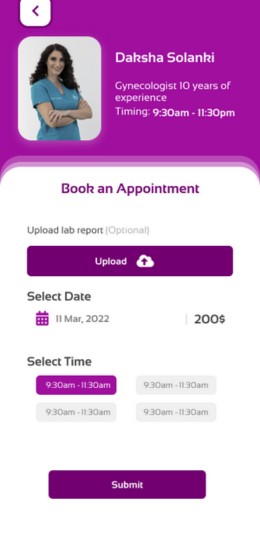 Daksha Solanki
Gynecologist 10 years of
experience
Timing: 9:30am - 11:30pm
Book an Appointment
Upload lab report (Optional)
Upload
Select Date
11 Mar, 2022 | 200$
Select Time
9:30am - 11:30am 9:30am - 11:30am
9:30am - 11:30am 9:30am - 11:30am
Submit